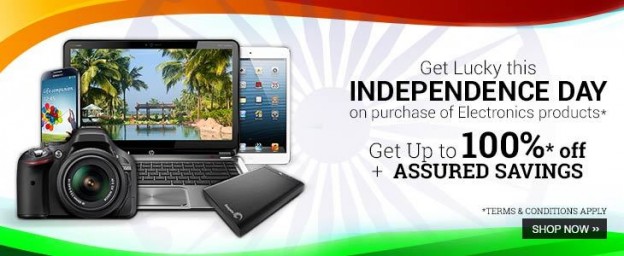 Get Lucky this
INDEPENDENCE DAY
on purchase of Electronics products*
Get Up to 100%* off
+ ASSURED SAVINGS
*TERMS & CONDITIONS APPLY
SHOP NOW »